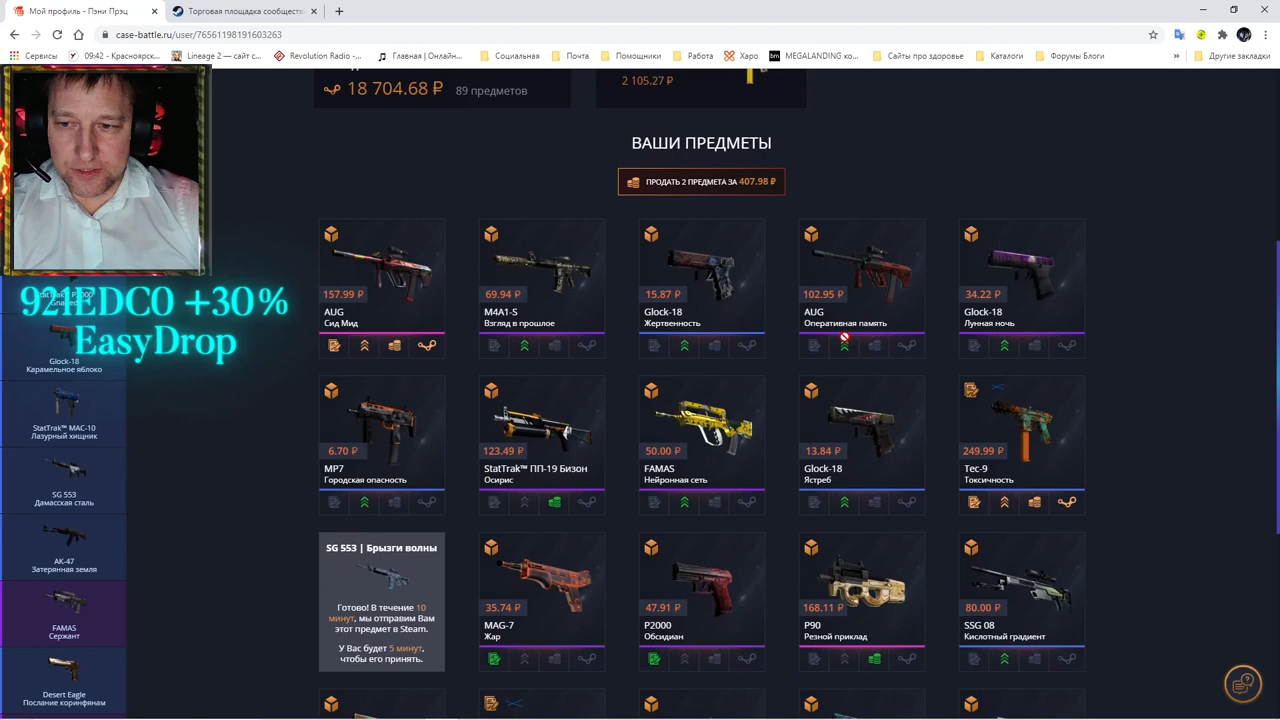 Мой профиль - Пэни Прэц
Торговая площадка сообществ
case-battle.ru/user/76561198191603263
Сервисы
09:42 - Красноярск...
Lineage 2 — сайт с...
Revolution Radio -...
Главная \ Онлайн...
Социальная
Почта
Помощники
Работа
Харо
MEGALANDING ко...
Сайты про здоровье
Каталоги
Форумы Блоги
Другие закладки
18 704.68 ₽ 89 предметов
2 105.27 ₽
ВАШИ ПРЕДМЕТЫ
ПРОДАТЬ 2 ПРЕДМЕТА ЗА 407.98 ₽
921EDC0 +30%
EasyDrop
157.99 ₽
AUG
Сид Мид
69.94 ₽
M4A1-S
Взгляд в прошлое
15.87 ₽
Glock-18
Жертвенность
102.95 ₽
AUG
Оперативная память
34.22 ₽
Glock-18
Лунная ночь
6.70 ₽
MP7
Городская опасность
123.49 ₽
StatTrak™ ПП-19 Бизон
Осирис
50.00 ₽
FAMAS
Нейронная сеть
13.84 ₽
Glock-18
Ястреб
249.99 ₽
Tec-9
Токсичность
SG 553 | Брызги волны
Готово! В течение 10
минут, мы отправим Вам
этот предмет в Steam.
У Вас будет 5 минут,
чтобы его принять.
35.74 ₽
MAG-7
Жар
47.91 ₽
P2000
Обсидиан
168.11 ₽
P90
Резной приклад
80.00 ₽
SSG 08
Кислотный градиент
Glock-18
Карамельное яблоко
StatTrak™ MAC-10
Лазурный хищник
SG 553
Дамасская сталь
AK-47
Затерянная земля
FAMAS
Сержант
Desert Eagle
Послание коринфянам